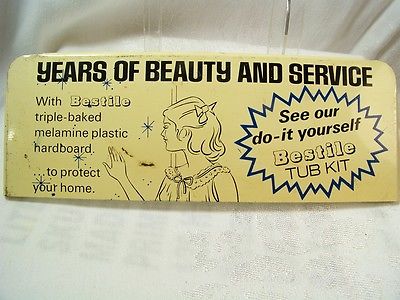 YEARS OF BEAUTY AND SERVICE
With Bestile
triple-baked
melamine plastic
hardboard.
to protect
your home.
See our
do-it yourself
Bestile
TUB KIT